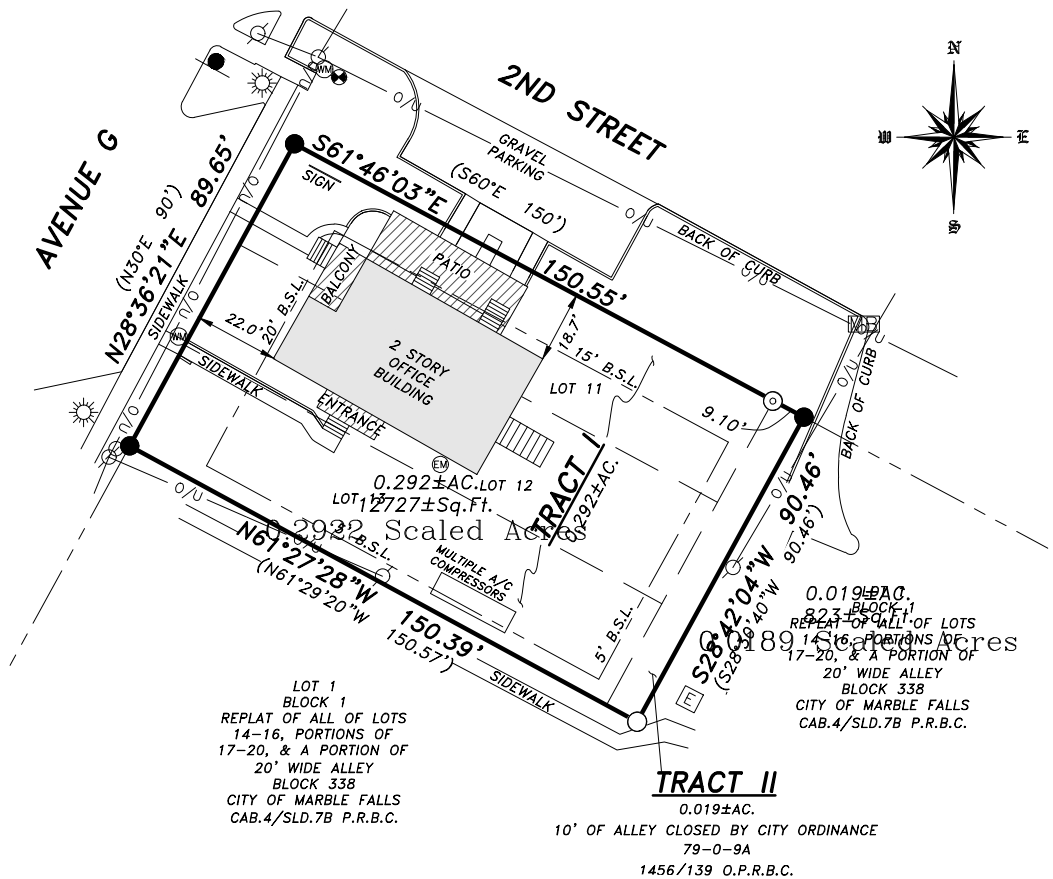 N
W
E
S
2ND STREET
AVENUE G
WM
O/U
GRAVEL
PARKING
O/U
S61°46'03"E
150.55'
(S60°E
150')
SIGN
BACK OF CURB
O/U
O/U
N28°36'21"E
89.65'
(N30°E
90')
SIDEWALK
O/U
O/U
WM
PATIO
BALCONY
20' B.S.L.
22.0'
18.7'
15' B.S.L.
2 STORY
OFFICE
BUILDING
SIDEWALK
ENTRANCE
LOT 11
9.10'
O/U
BACK OF CURB
EM
0.292±AC.
LOT 12
LOT 13
12727±Sq.Ft.
0.2922 Scaled Acres
TRACT I
0.292±AC.
5' B.S.L.
MULTIPLE A/C
COMPRESSORS
5' B.S.L.
O/U
O/U
N61°27'28"W
150.39'
(N61°29'20"W
150.57')
SIDEWALK
O/U
S28°42'04"W
90.46'
90.46')
E
0.019±AC.
LOT 1
BLOCK 1
823±Sq.Ft.
REPLAT OF ALL OF LOTS
14-16, PORTIONS OF
0.0189 Scaled Acres
17-20, & A PORTION OF
20' WIDE ALLEY
BLOCK 338
CITY OF MARBLE FALLS
CAB.4/SLD.7B P.R.B.C.
LOT 1
BLOCK 1
REPLAT OF ALL OF LOTS
14-16, PORTIONS OF
17-20, & A PORTION OF
20' WIDE ALLEY
BLOCK 338
CITY OF MARBLE FALLS
CAB.4/SLD.7B P.R.B.C.
TRACT II
0.019±AC.
10' OF ALLEY CLOSED BY CITY ORDINANCE
79-0-9A
1456/139 O.P.R.B.C.